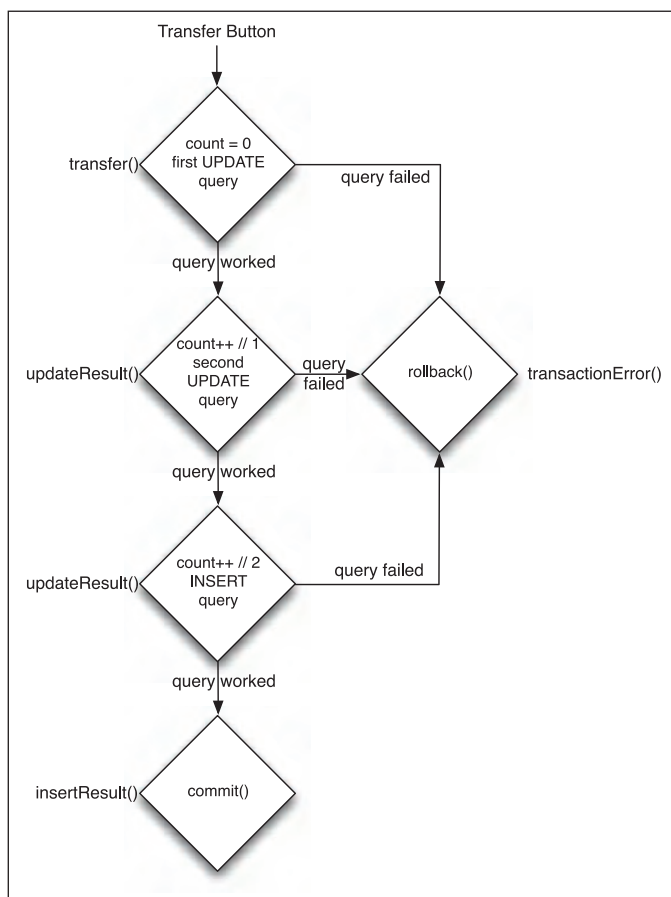 Transfer Button
count = 0
first UPDATE
query
transfer()
query failed
query worked
count++ // 1
second
UPDATE
query
updateResult()
query
failed
rollback()
transactionError()
query worked
count++ // 2
INSERT
query
updateResult()
query failed
query worked
insertResult()
commit()